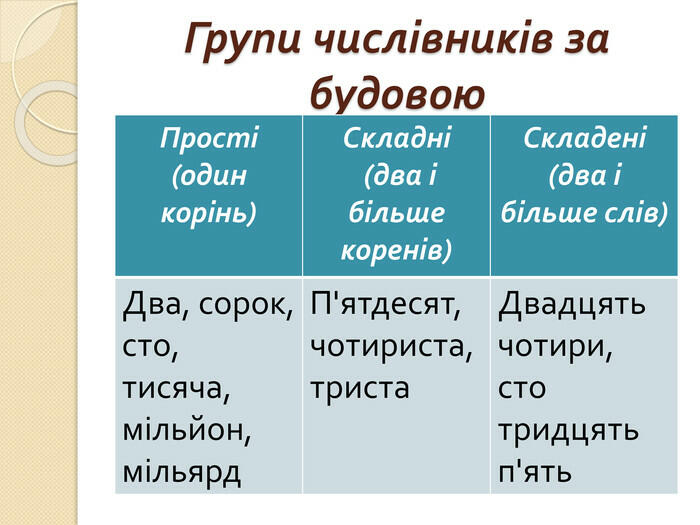 Групи числівників за
будовою
Прості
(один
корінь)
Складні
(два і
більше
коренів)
Складені
(два і
більше слів)
Два, сорок,
сто,
тисяча,
мільйон,
мільярд
П'ятдесят,
чотириста,
триста
Двадцять
чотири,
сто
тридцять
п'ять